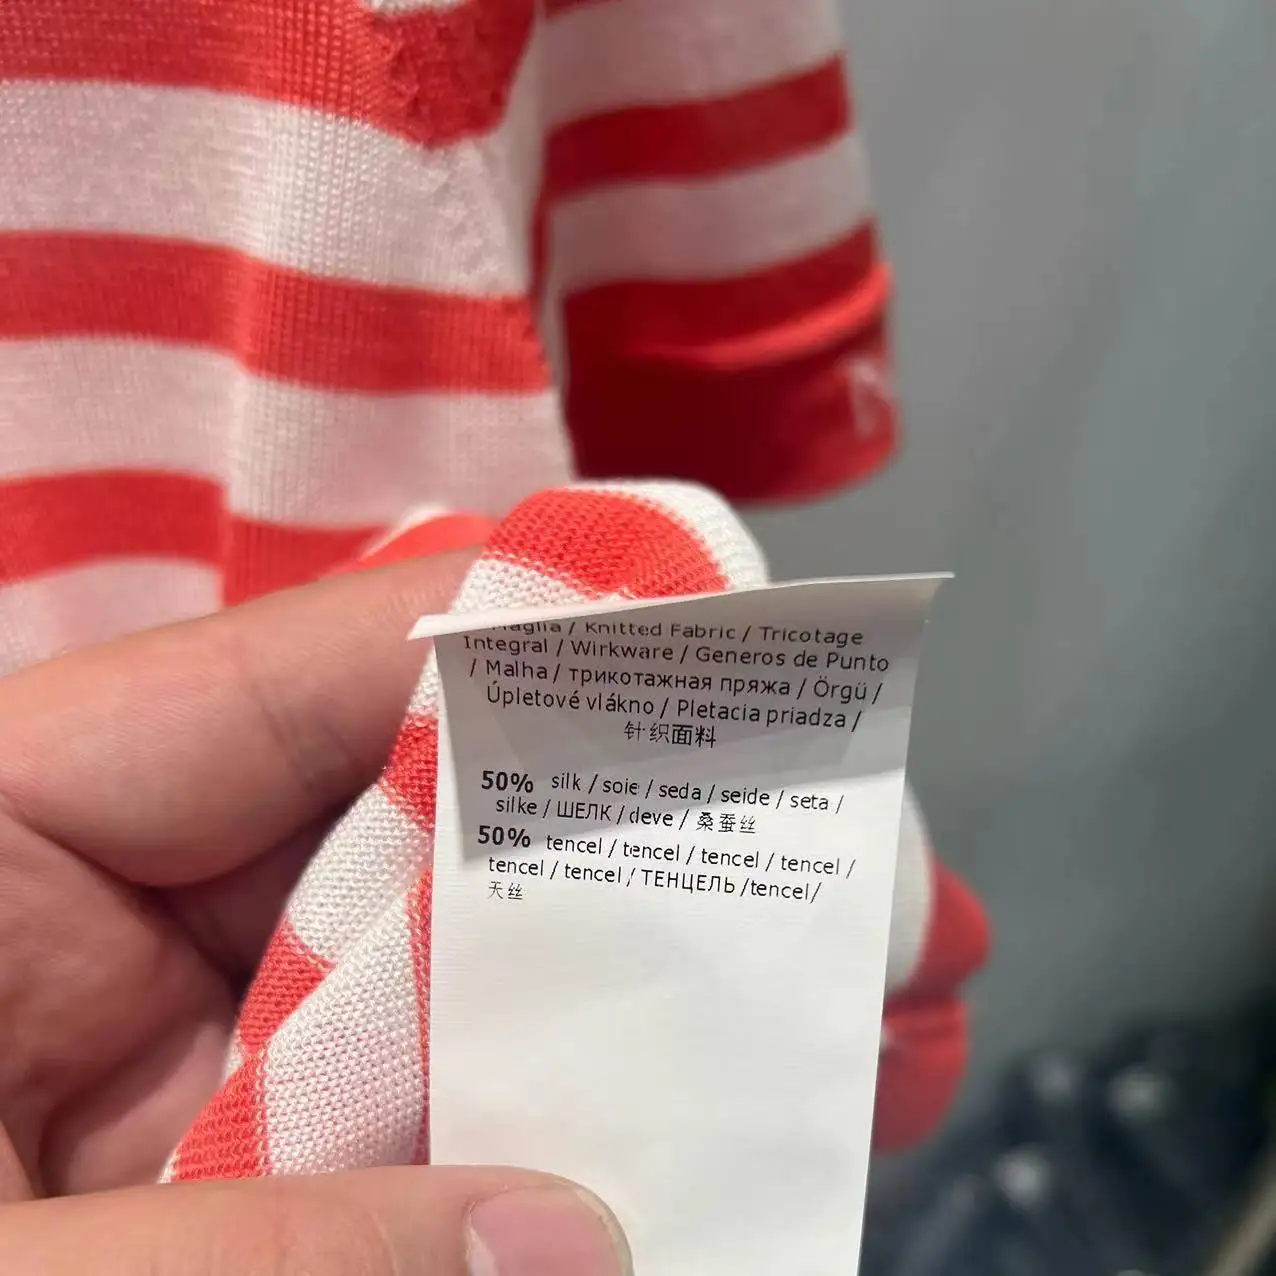 Maglia / Knitted Fabric / Tricotage
Integral / Wirkware / Generos de Punto
/ Malha / трикотажная пряжа / Örgü /
Úpletové vlákno / Pletacia priadza /
针织面料
50% silk / soie / seda / seide / seta /
silke / ШЕЛК / deve / 桑蚕丝
50% tencel / tencel / tencel / tencel /
tencel / tencel / ТЕНЦЕЛЬ /tencel/
天丝